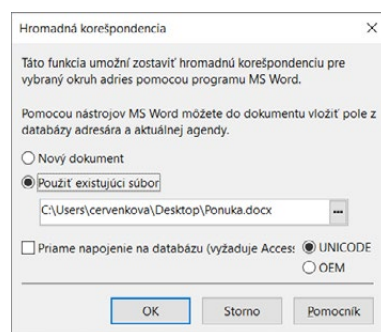 Hromadná korešpondencia
Táto funkcia umožní zostaviť hromadnú korešpondenciu pre
vybraný okruh adries pomocou programu MS Word.
Pomocou nástrojov MS Word môžete do dokumentu vložiť pole z
databázy adresára a aktuálnej agendy.
Nový dokument
Použiť existujúci súbor
C:\Users\cervenkova\Desktop\Ponuka.docx ...
Priame napojenie na databázu (vyžaduje Acces: UNICODE
OEM
OK Storno Pomocník